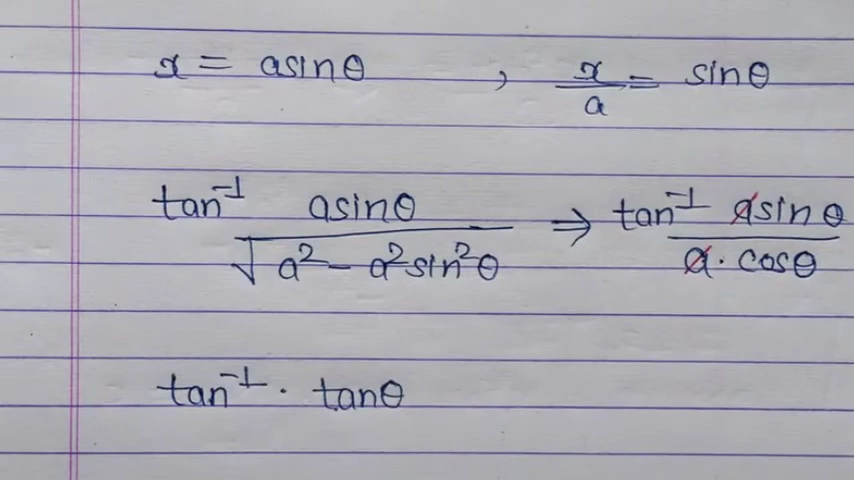 x = asinθ , x/a = sinθ
tan⁻¹ asinθ/√a² - a²sin²θ ⇒ tan⁻¹ asinθ/a · cosθ
tan⁻¹ · tanθ